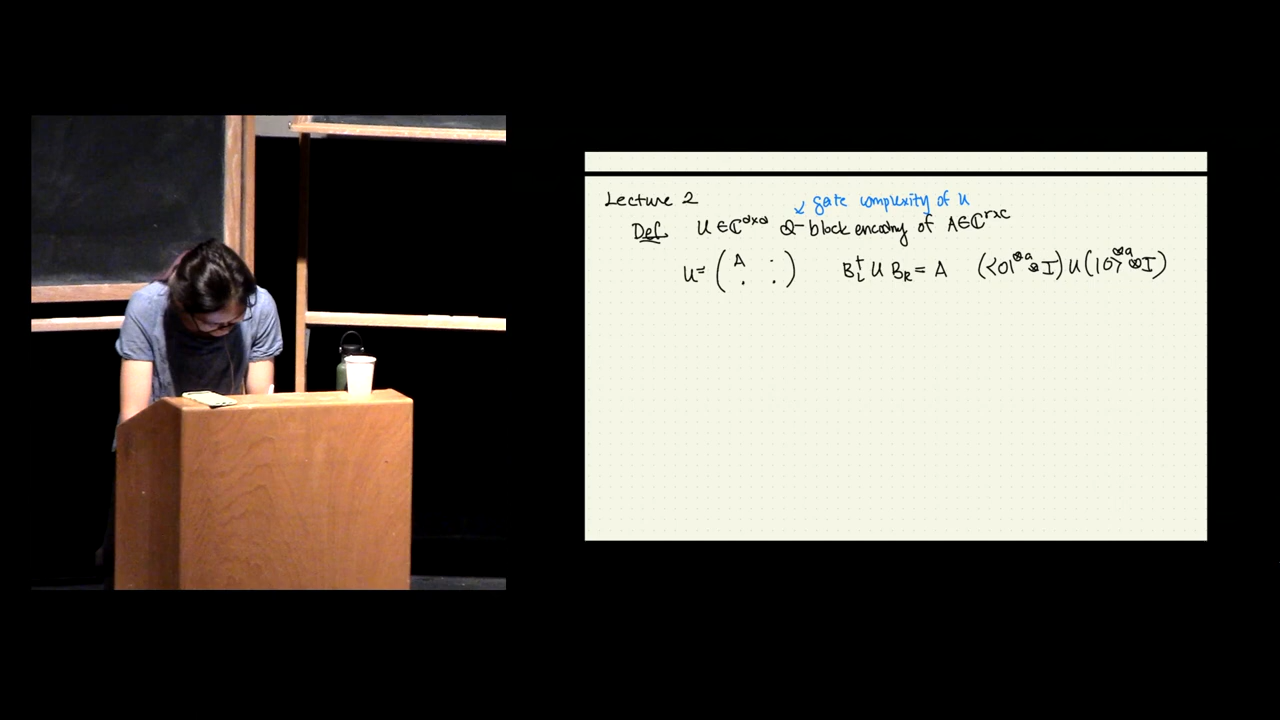 Lecture 2
↙ gate complexity of U
Def. U ∈ ℂ^{d×d} Q-block encoding of A ∈ ℂ^{r×c}
U = ( A · · · ) B_L^† U B_R = A (⟨0|^{⊗a} ⊗ I) U (|0⟩^{⊗a} ⊗ I)